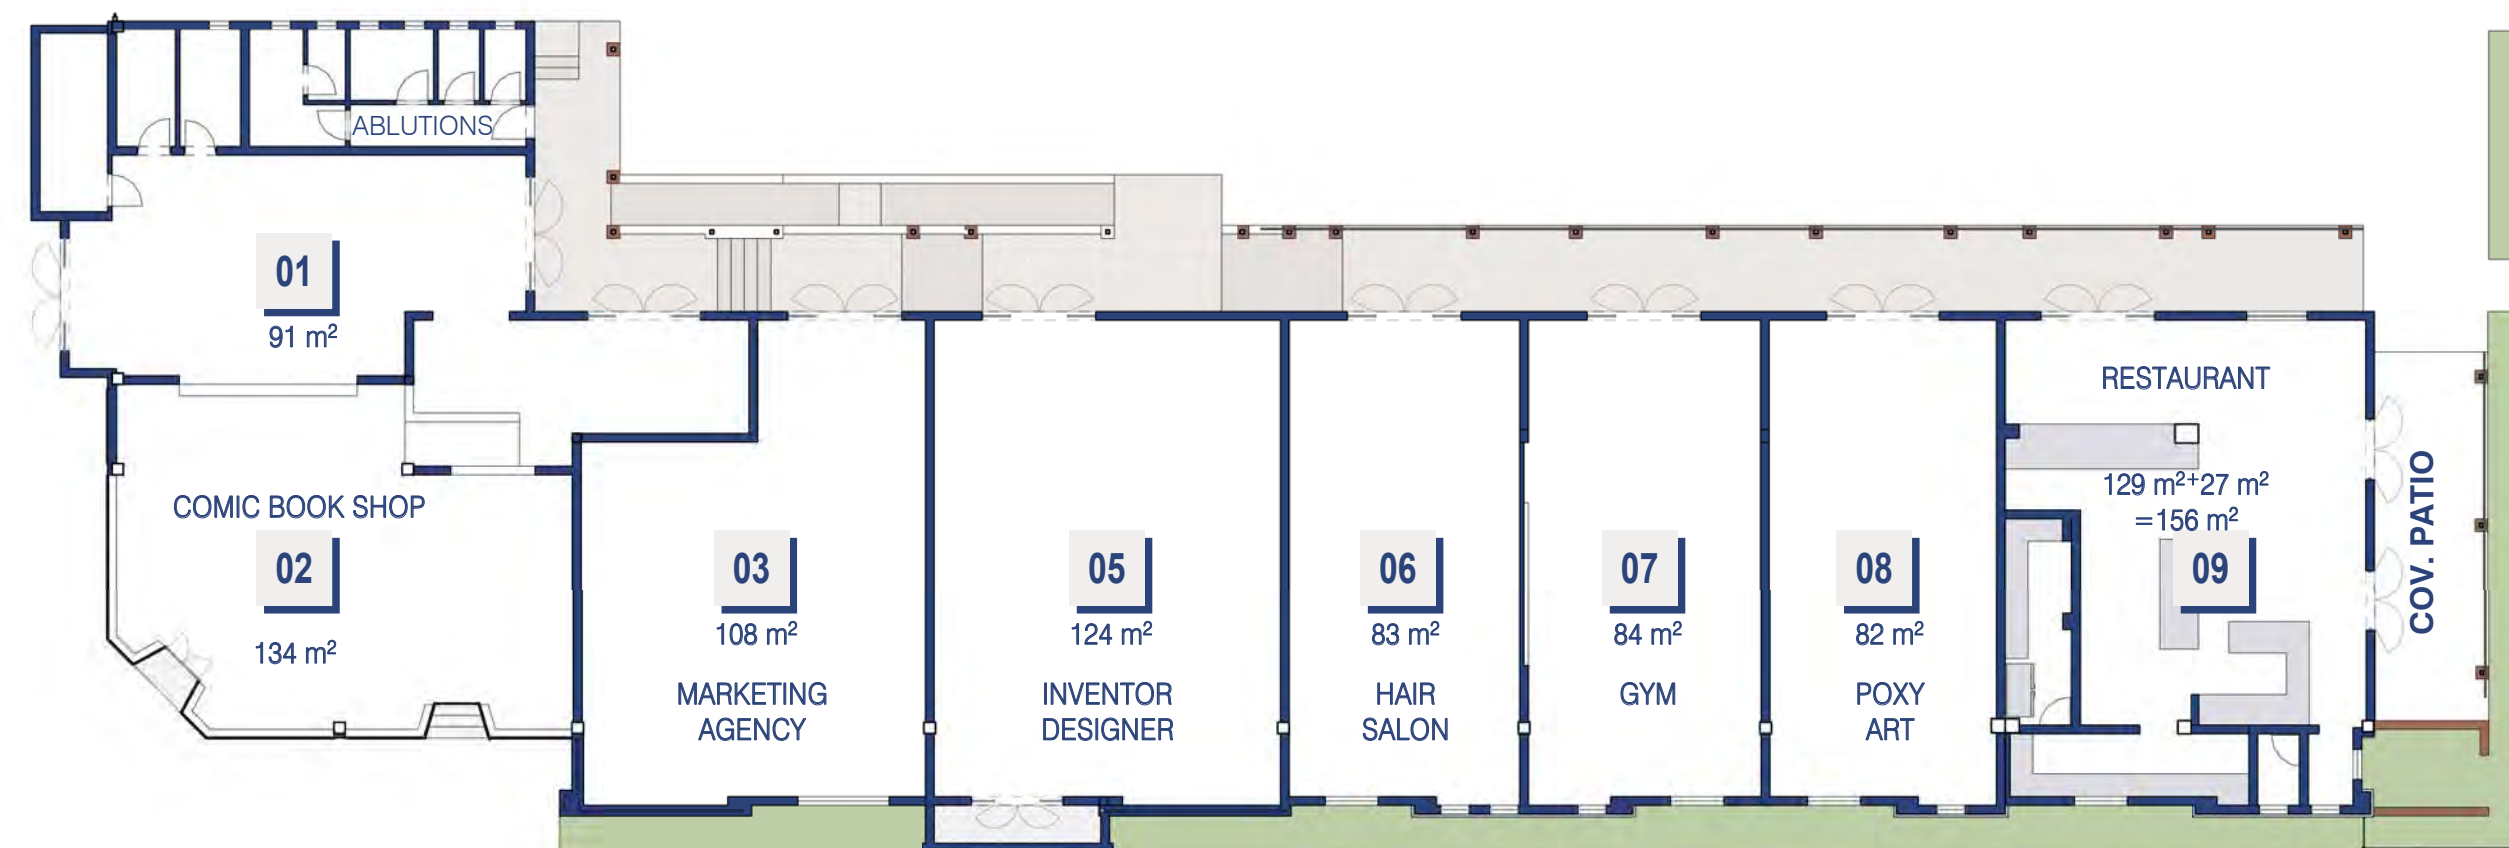 ABLUTIONS
01
91 m²
COMIC BOOK SHOP
02
134 m²
03
108 m²
MARKETING
AGENCY
05
124 m²
INVENTOR
DESIGNER
06
83 m²
HAIR
SALON
07
84 m²
GYM
08
82 m²
POXY
ART
RESTAURANT
129 m²+27 m²
=156 m²
09
COV. PATIO